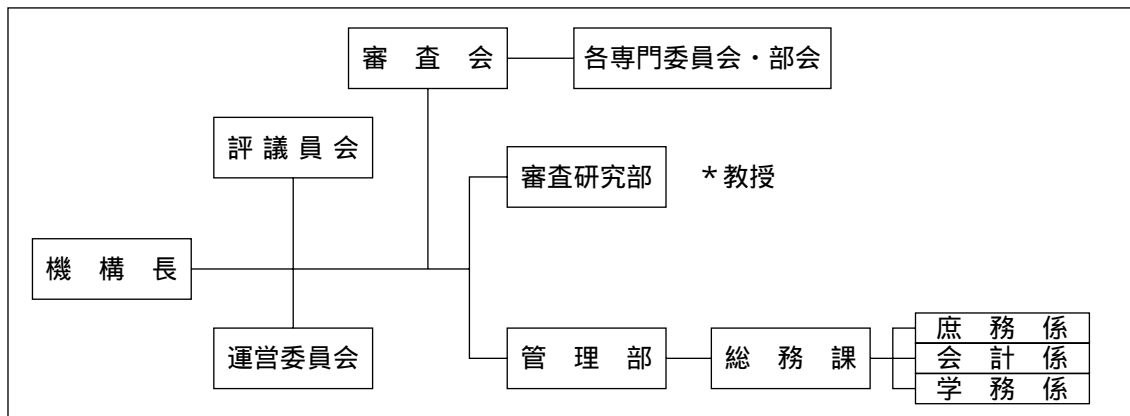 審査会
各専門委員会・部会
評議員会
審査研究部 *教授
機構長
運営委員会
管理部
総務課
庶務係
会計係
学務係